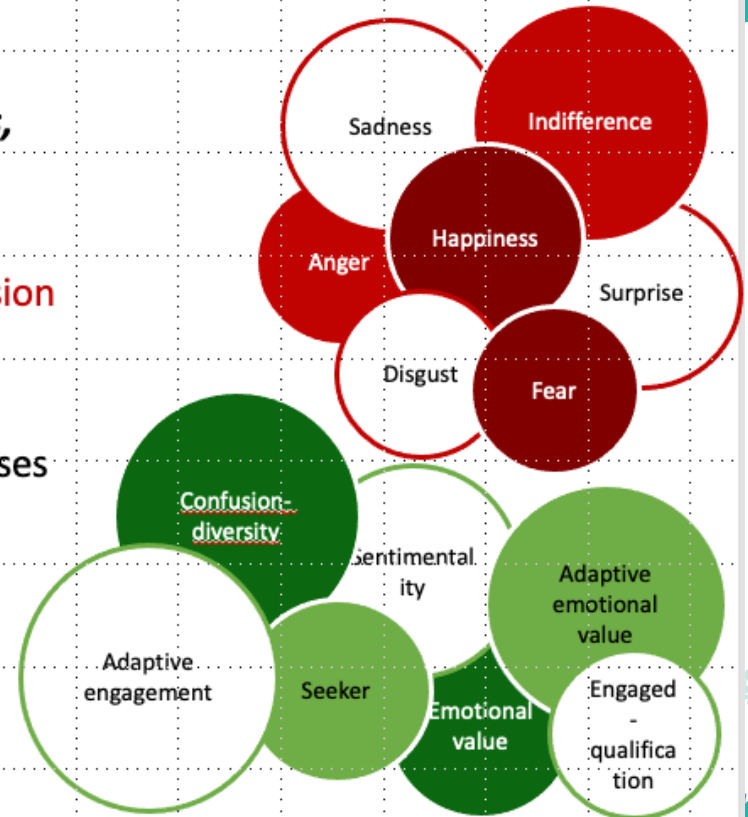 Sadness
Indifference
Happiness
Anger
sion
Surprise
Disgust
Fear
ses
Confusion-
diversity
Sentimental
ity
Adaptive
emotional
value
Adaptive
engagement
Seeker
Engaged
-
qualifica
tion
Emotional
value